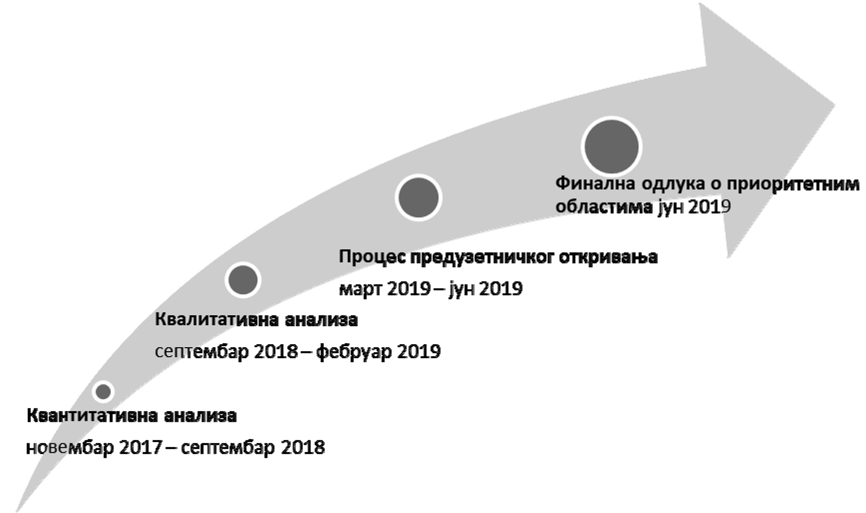 Финална одлука о приоритетним
областима јун 2019
Процес предузетничког откривања
март 2019 – јун 2019
Квалитативна анализа
септембар 2018 – фебруар 2019
Квантитативна анализа
новембар 2017 – септембар 2018